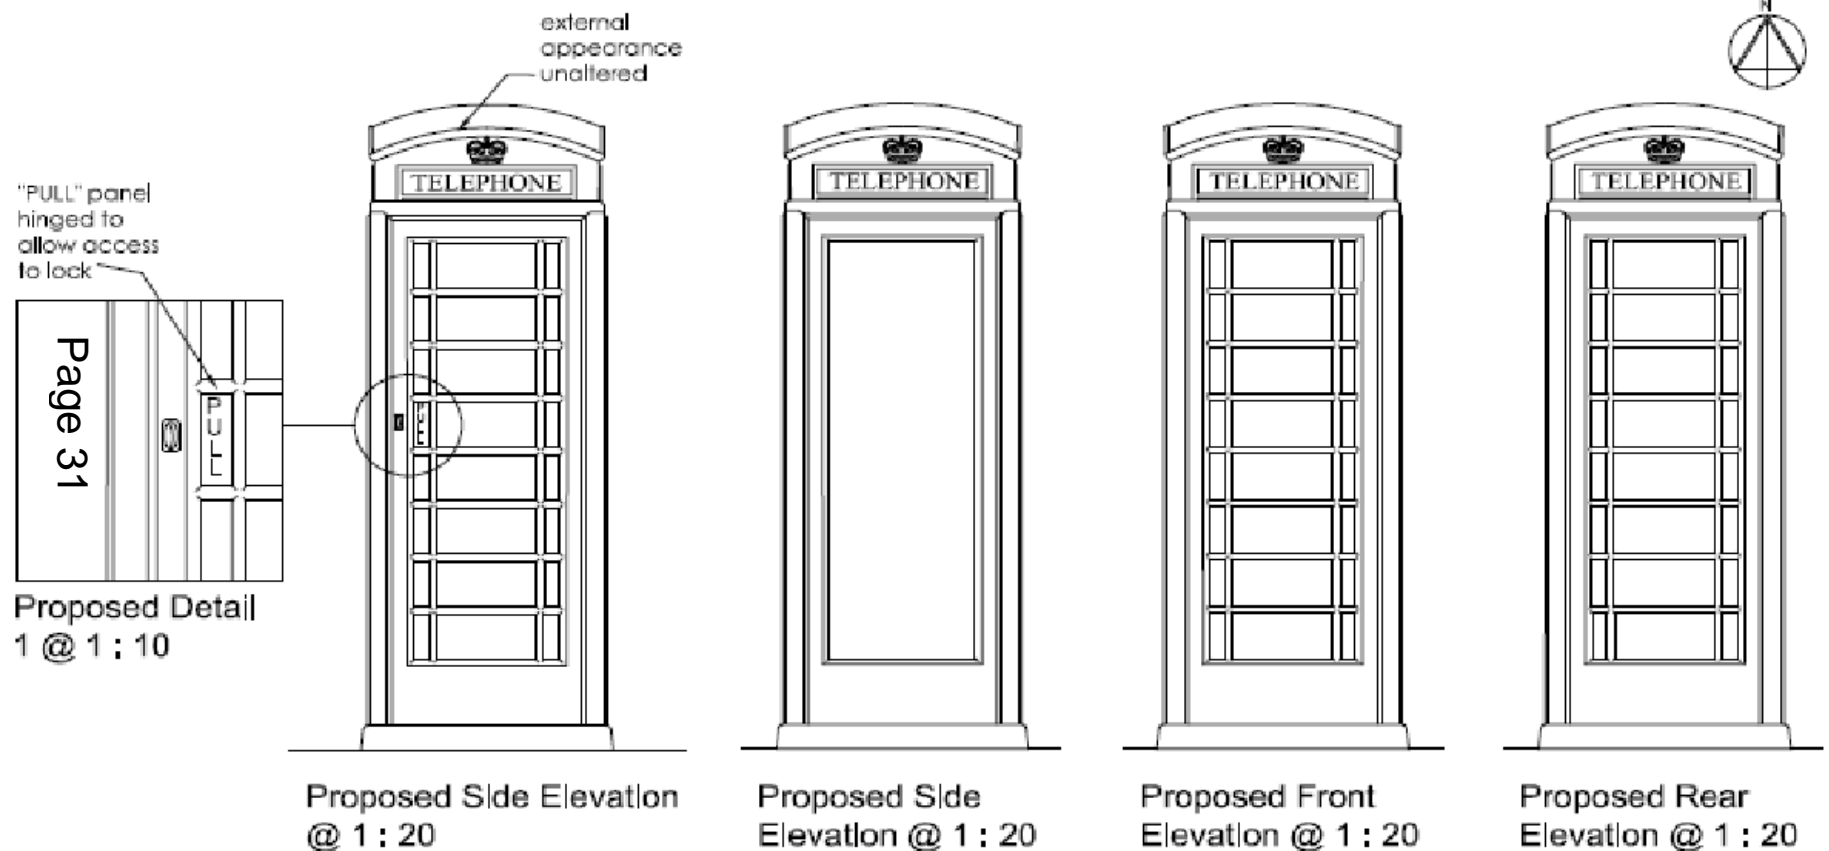 external
appearance
unaltered
N
"PULL" panel
hinged to
allow access
to lock
TELEPHONE
TELEPHONE
TELEPHONE
TELEPHONE
Page 31
PULL
PULL
Proposed Detail
1 @ 1 : 10
Proposed Side Elevation
@ 1 : 20
Proposed Side
Elevation @ 1 : 20
Proposed Front
Elevation @ 1 : 20
Proposed Rear
Elevation @ 1 : 20